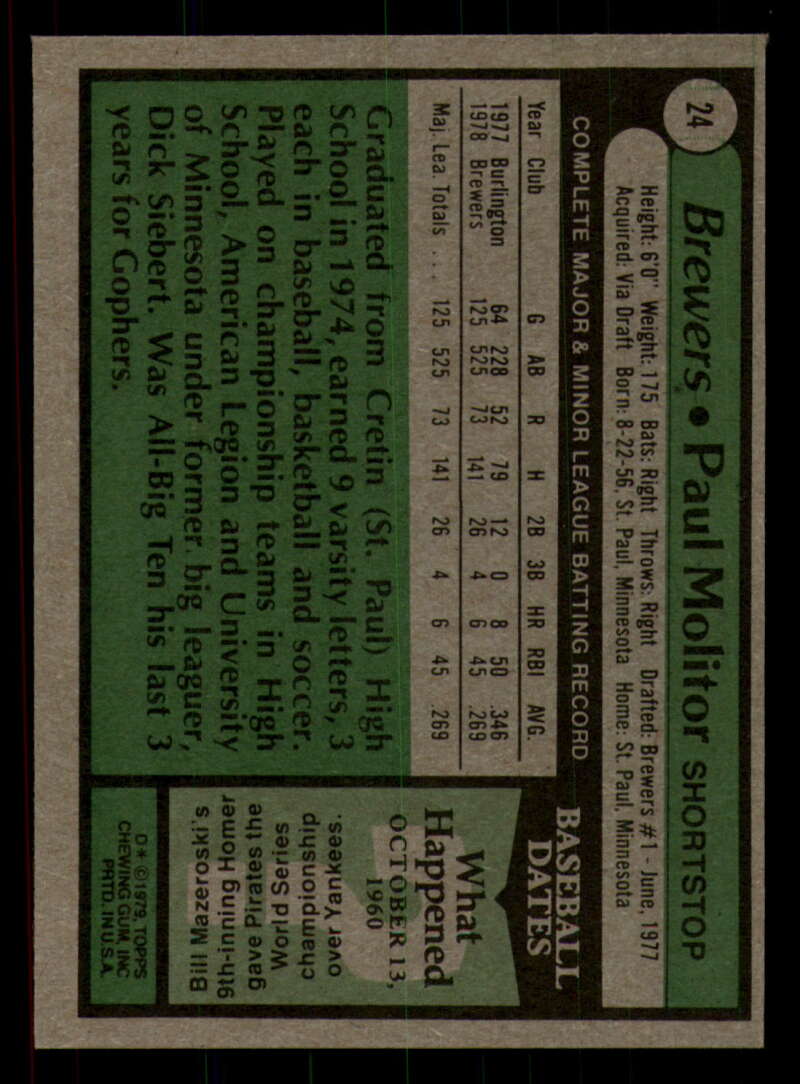 24
Brewers • Paul Molitor SHORTSTOP
Height: 6'0" Weight: 175 Bats: Right Throws: Right Drafted: Brewers #1 - June, 1977
Acquired: Via Draft Born: 8-22-56, St. Paul, Minnesota Home: St. Paul, Minnesota
COMPLETE MAJOR & MINOR LEAGUE BATTING RECORD
Year Club G AB R H 2B 3B HR RBI AVG.
1977 Burlington 64 228 52 79 12 0 8 50 .346
1978 Brewers 125 525 73 141 26 4 6 45 .269
Maj. Lea. Totals . . . 125 525 73 141 26 4 6 45 .269
Graduated from Cretin (St. Paul) High
School in 1974, earned 9 varsity letters, 3
each in baseball, basketball and soccer.
Played on championship teams in High
School, American Legion and University
of Minnesota under former big leaguer,
Dick Siebert. Was All-Big Ten his last 3
years for Gophers.
BASEBALL
DATES
What
Happened
OCTOBER 13,
1960
Bill Mazeroski's
9th-inning Homer
gave Pirates the
World Series
championship
over Yankees.
D* © 1979, TOPPS
CHEWING GUM, INC.
PRTD. IN U.S.A.